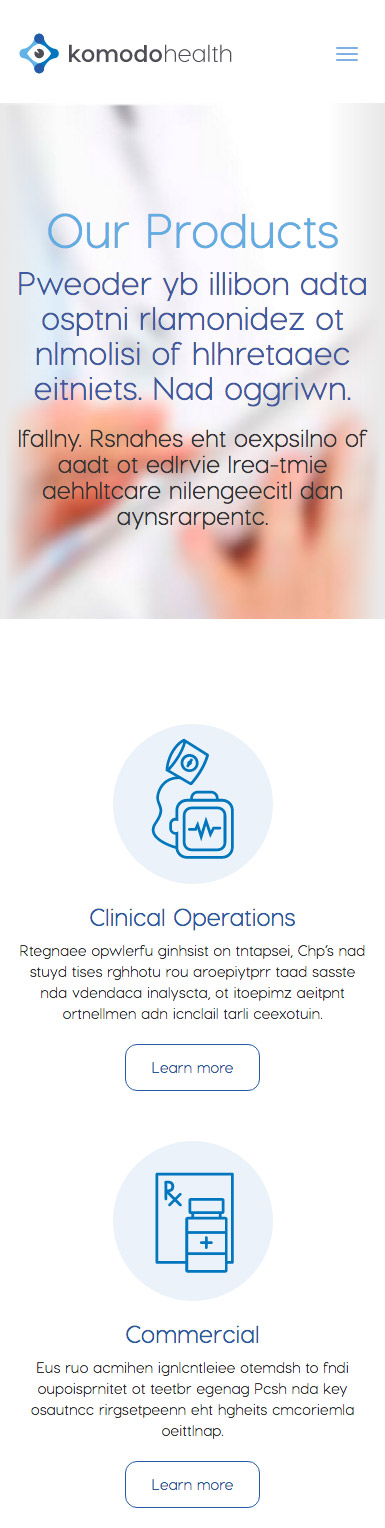 komodohealth
Our Products
Pweoder yb illibon adta
osptni rlamonidez ot
nlmolisi of hlhretaaec
eitniets. Nad oggriwn.
lfallny. Rsnahes eht oexpsilno of
aadt ot edlrvie lrea-tmie
aehhltcare nilengeecitl dan
aynsrarpentc.
Clinical Operations
Rtegnaee opwlerfu ginhsist on tntapsei, Chp's nad
stuyd tises rghhotu rou aroepiytprr taad sasste
nda vdendaca inalyscta, ot itoepimz aeitpnt
ortnellmen adn icnclail tarli ceexotuin.
Learn more
Rx
Commercial
Eus ruo acmihen ignlcntleiee otemdsh to fndi
oupoisprnitet ot teetbr egenag Pcsh nda key
osautncc rirgsetpeenn eht hgheits cmcoriemla
oeittlnap.
Learn more